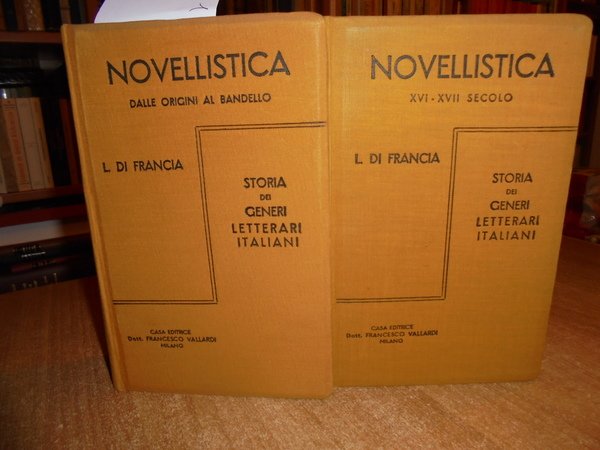 NOVELLISTICA
DALLE ORIGINI AL BANDELLO
L. DI FRANCIA
STORIA
DEI
GENERI
LETTERARI
ITALIANI
CASA EDITRICE
Dott. FRANCESCO VALLARDI
MILANO
NOVELLISTICA
XVI - XVII SECOLO
L. DI FRANCIA
STORIA
DEI
GENERI
LETTERARI
ITALIANI
CASA EDITRICE
Dott. FRANCESCO VALLARDI
MILANO